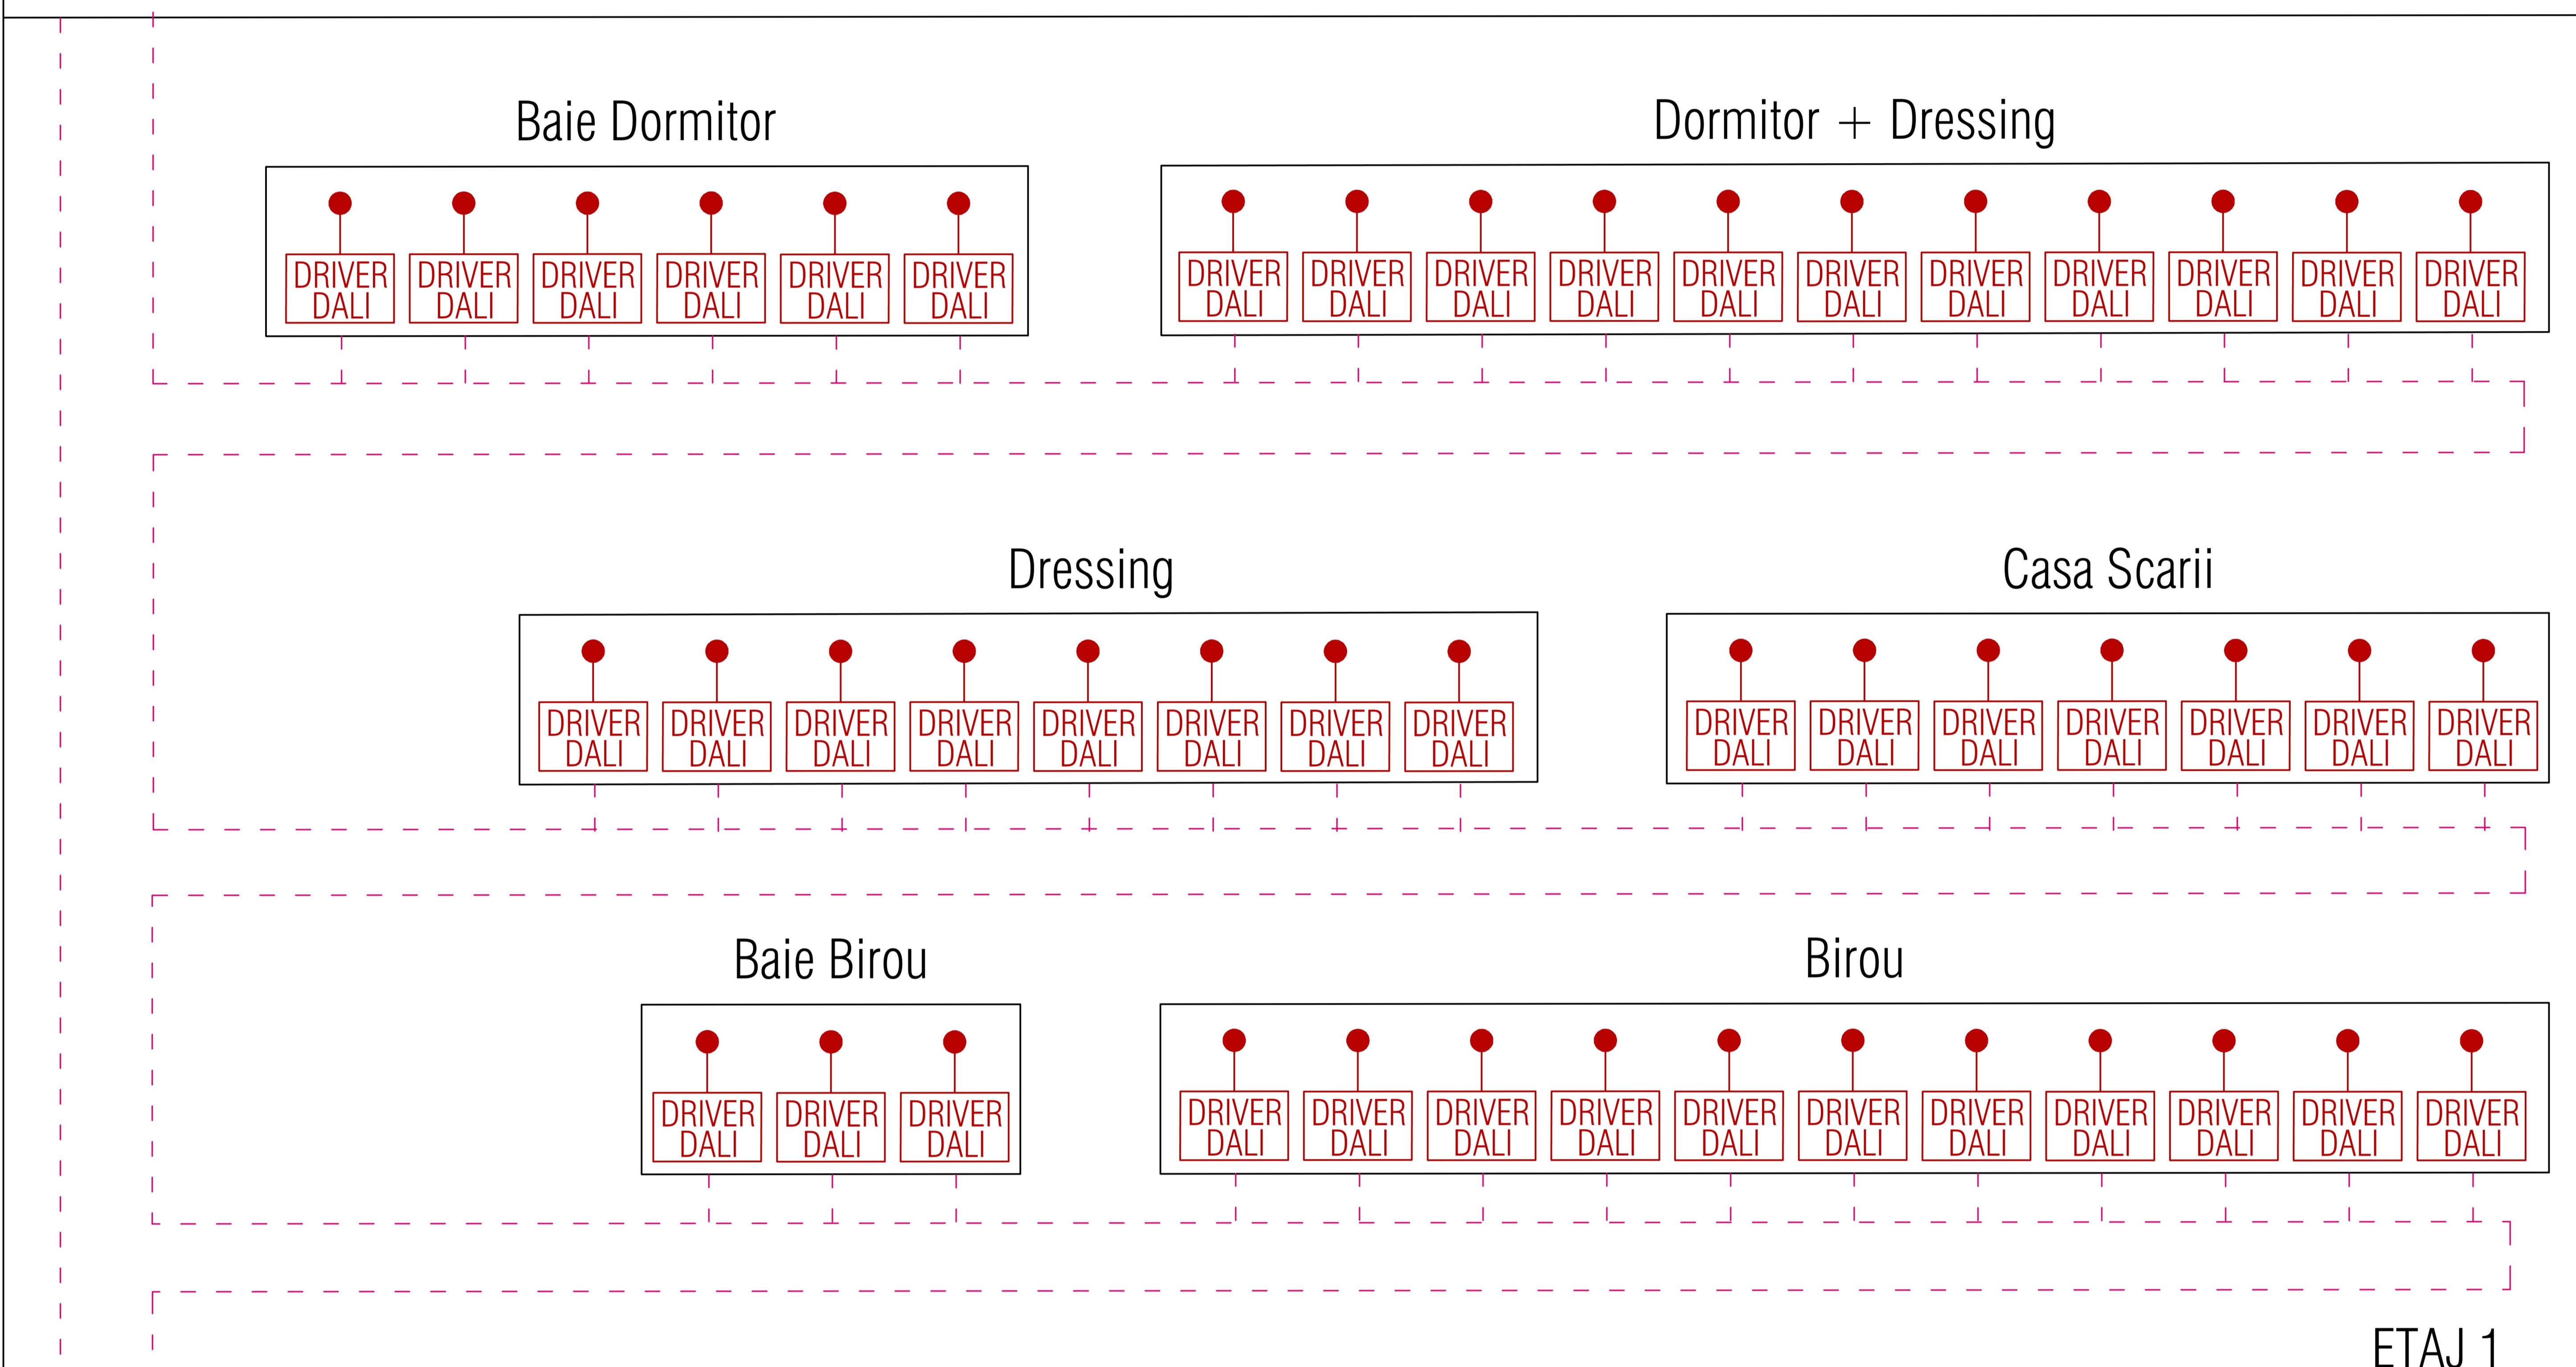 Baie Dormitor
Dormitor + Dressing
DRIVER DALI DRIVER DALI DRIVER DALI DRIVER DALI DRIVER DALI DRIVER DALI
DRIVER DALI DRIVER DALI DRIVER DALI DRIVER DALI DRIVER DALI DRIVER DALI DRIVER DALI DRIVER DALI DRIVER DALI DRIVER DALI DRIVER DALI
Dressing
Casa Scarii
DRIVER DALI DRIVER DALI DRIVER DALI DRIVER DALI DRIVER DALI DRIVER DALI DRIVER DALI DRIVER DALI
DRIVER DALI DRIVER DALI DRIVER DALI DRIVER DALI DRIVER DALI DRIVER DALI DRIVER DALI
Baie Birou
Birou
DRIVER DALI DRIVER DALI DRIVER DALI
DRIVER DALI DRIVER DALI DRIVER DALI DRIVER DALI DRIVER DALI DRIVER DALI DRIVER DALI DRIVER DALI DRIVER DALI DRIVER DALI DRIVER DALI
ETAJ 1